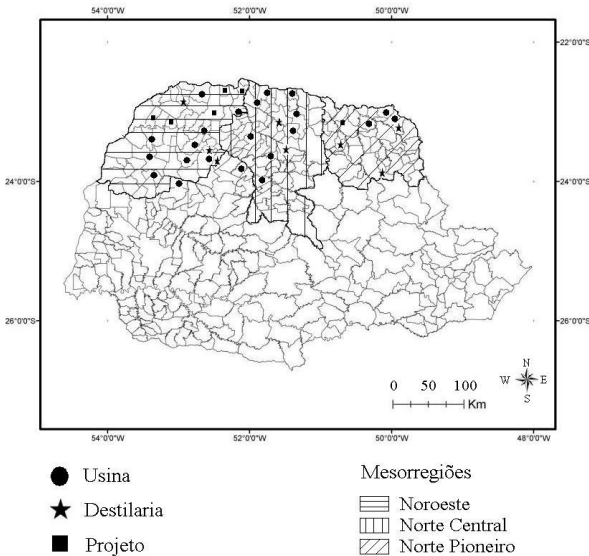 54°0'0"W 52°0'0"W 50°0'0"W
22°0'0"S
24°0'0"S 24°0'0"S
26°0'0"S 26°0'0"S
N
W E
S
0 50 100
Km
54°0'0"W 52°0'0"W 50°0'0"W 48°0'0"W
Usina
Destilaria
Projeto
Mesorregiões
Noroeste
Norte Central
Norte Pioneiro